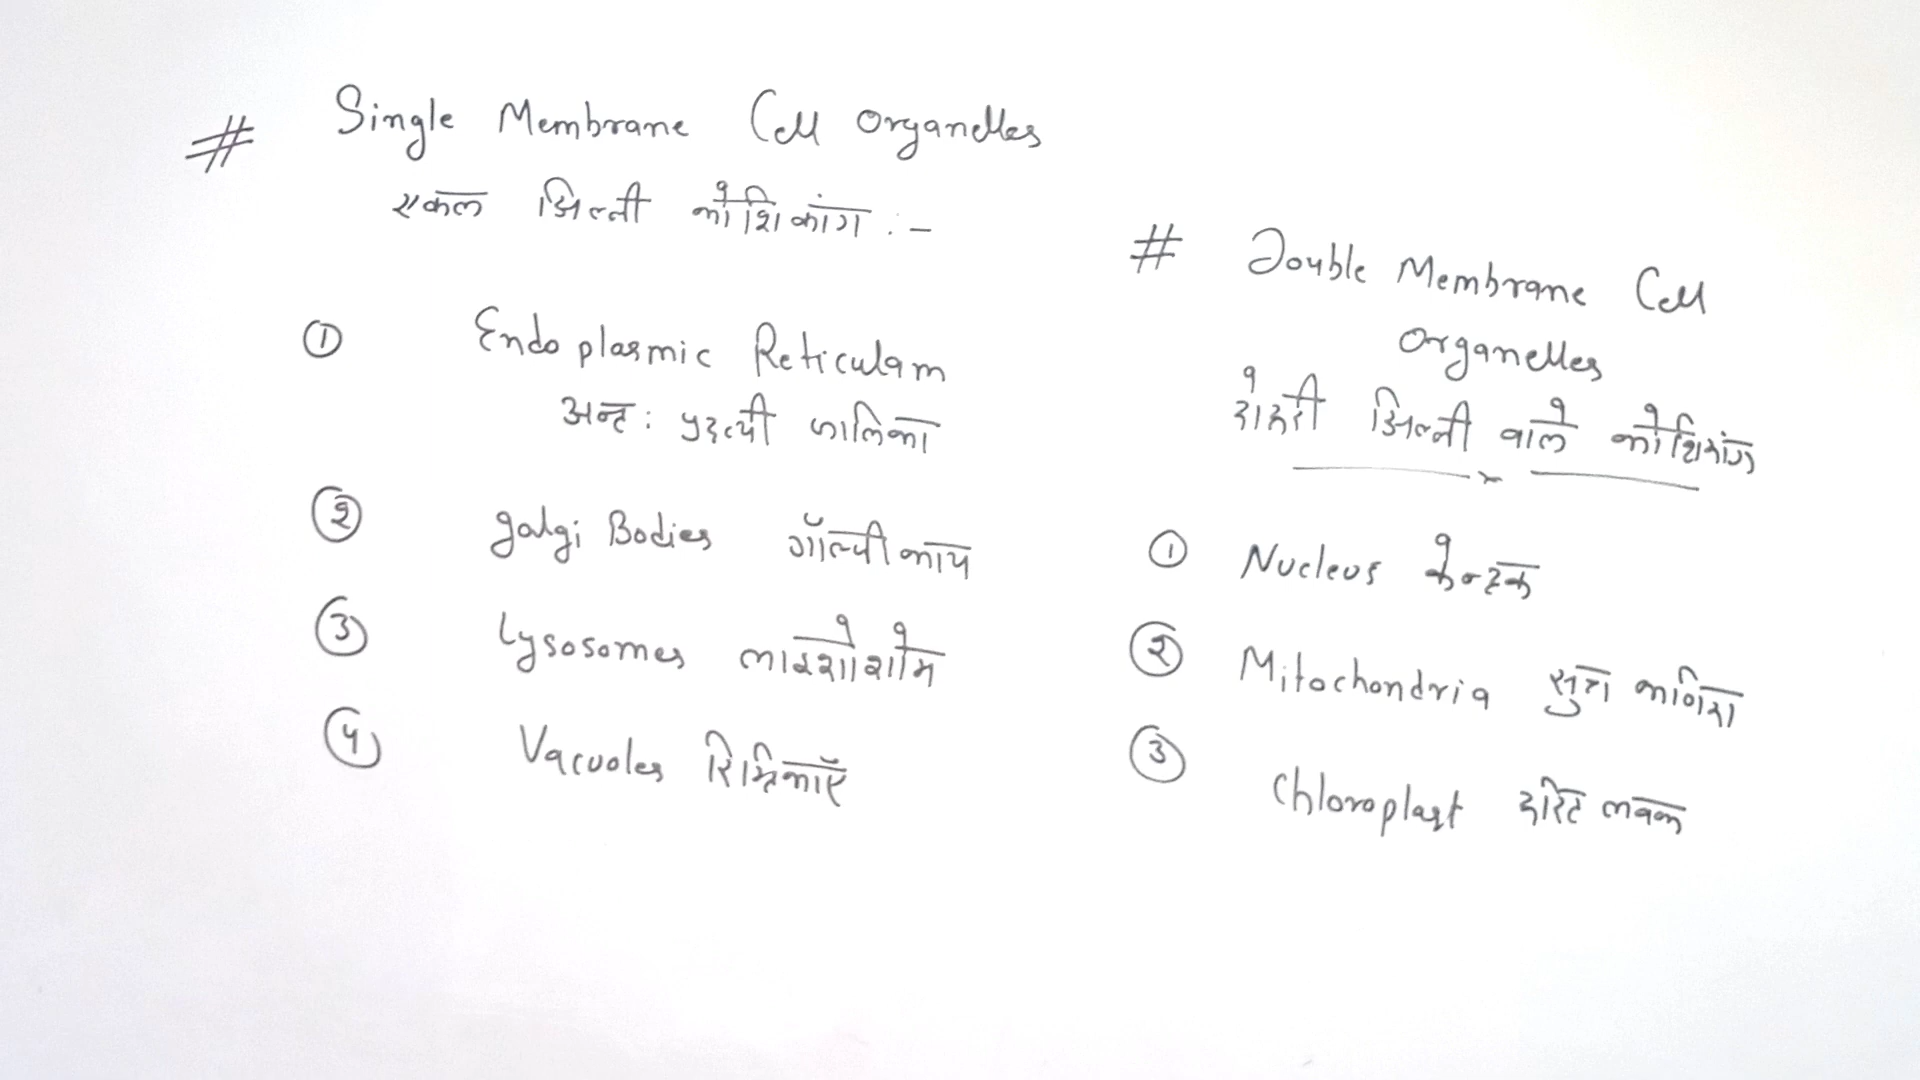 # Single Membrane Cell Organelles
एकल झिल्ली कोशिकांग :-
① Endoplasmic Reticulam
अन्तः प्रद्रव्यी जालिका
② Golgi Bodies गॉल्जीकाय
③ Lysosomes लाइसोसोम
④ Vacuoles रिक्तिकाएँ
# Double Membrane Cell
Organelles
दोहरी झिल्ली वाले कोशिकांग
① Nucleus केन्द्रक
② Mitochondria सुत्र कणिका
③ Chloroplast हरित लवक